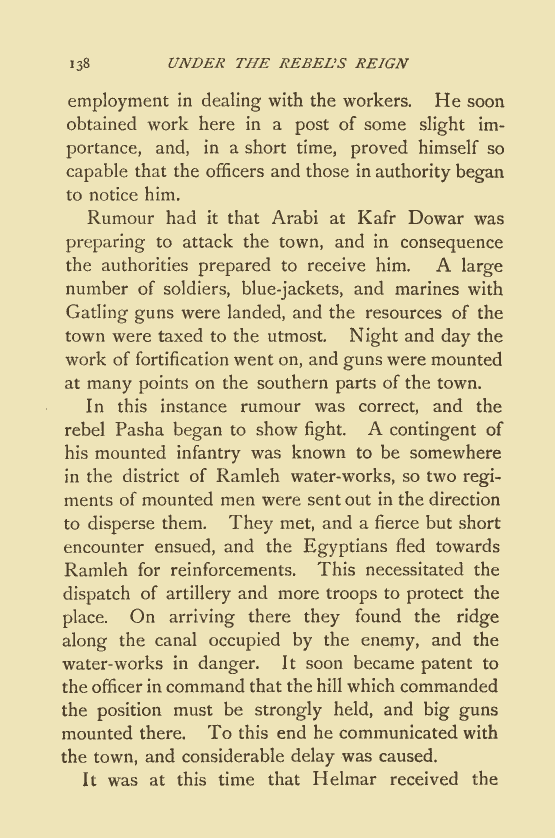 138 UNDER THE REBEL'S REIGN
employment in dealing with the workers. He soon
obtained work here in a post of some slight im-
portance, and, in a short time, proved himself so
capable that the officers and those in authority began
to notice him.
Rumour had it that Arabi at Kafr Dowar was
preparing to attack the town, and in consequence
the authorities prepared to receive him. A large
number of soldiers, blue-jackets, and marines with
Gatling guns were landed, and the resources of the
town were taxed to the utmost. Night and day the
work of fortification went on, and guns were mounted
at many points on the southern parts of the town.
In this instance rumour was correct, and the
rebel Pasha began to show fight. A contingent of
his mounted infantry was known to be somewhere
in the district of Ramleh water-works, so two regi-
ments of mounted men were sent out in the direction
to disperse them. They met, and a fierce but short
encounter ensued, and the Egyptians fled towards
Ramleh for reinforcements. This necessitated the
dispatch of artillery and more troops to protect the
place. On arriving there they found the ridge
along the canal occupied by the enemy, and the
water-works in danger. It soon became patent to
the officer in command that the hill which commanded
the position must be strongly held, and big guns
mounted there. To this end he communicated with
the town, and considerable delay was caused.
It was at this time that Helmar received the